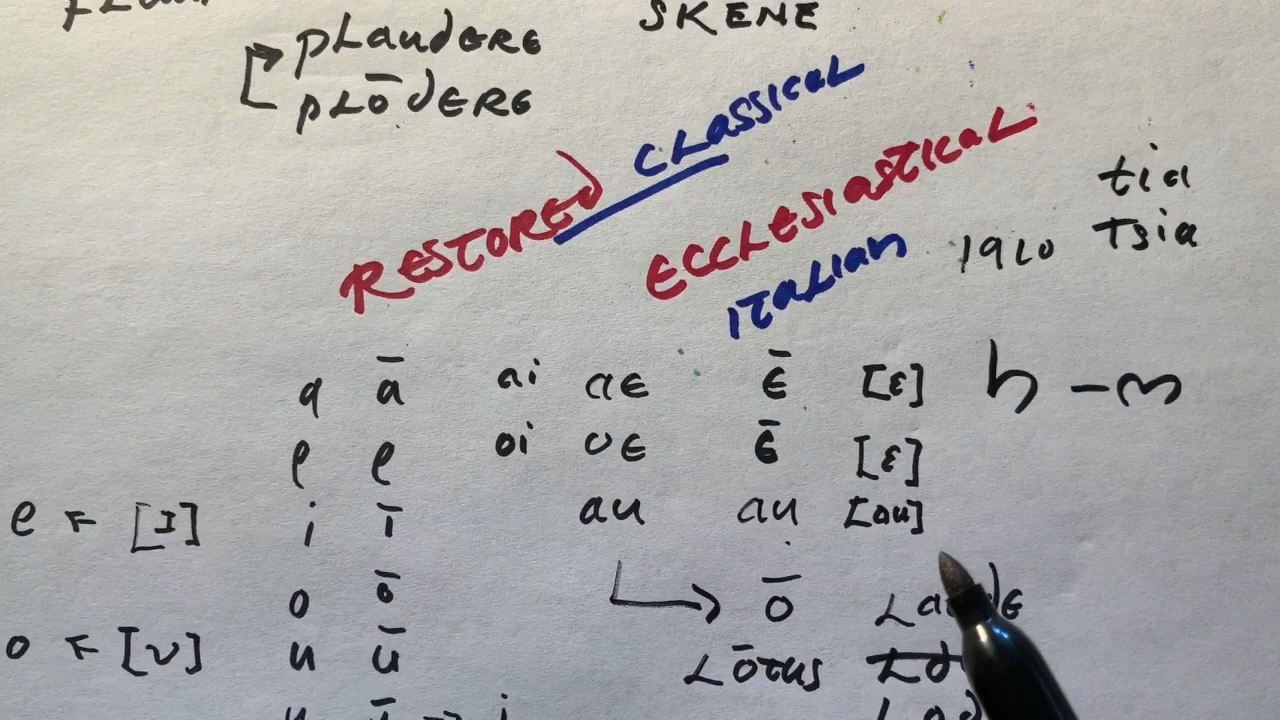 SKENE
plaudere
plōdere
RESTORED CLASSICAL
ECCLESIASTICAL
ITALIAN
1910
tia
Tsia
a ā ai ae ē [ɛ] h -m
e e oi oe ē [ɛ]
e < [I] i ī au au [au]
o ō ō
o < [ʊ] u ū Lōtus